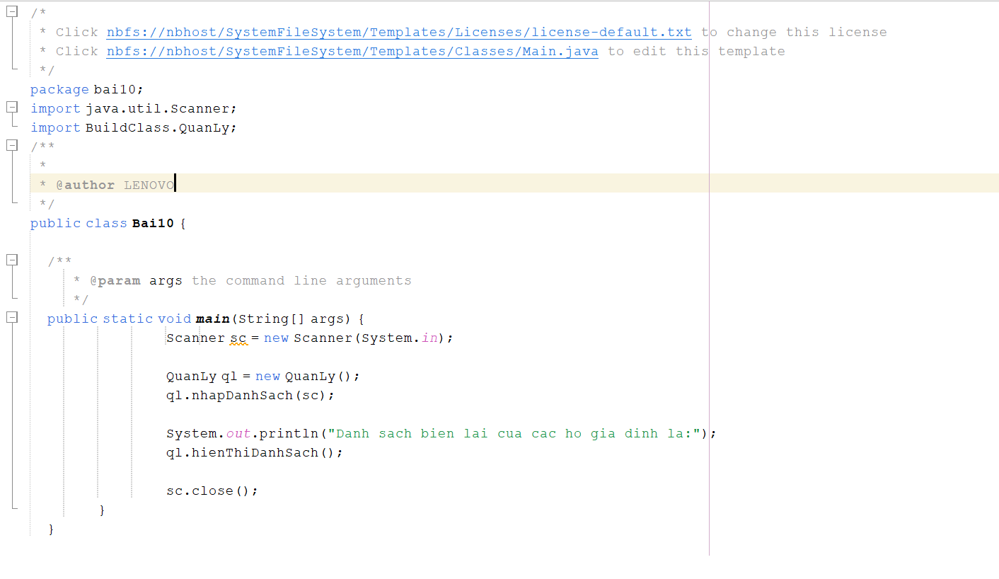 /*
 * Click nbfs://nbhost/SystemFileSystem/Templates/Licenses/license-default.txt to change this license
 * Click nbfs://nbhost/SystemFileSystem/Templates/Classes/Main.java to edit this template
 */
package bai10;
import java.util.Scanner;
import BuildClass.QuanLy;
/**
 *
 * @author LENOVO
 */
public class Bai10 {
/**
 * @param args the command line arguments
 */
public static void main(String[] args) {
Scanner sc = new Scanner(System.in);
QuanLy ql = new QuanLy();
ql.nhapDanhSach(sc);
System.out.println("Danh sach bien lai cua cac ho gia dinh la:");
ql.hienThiDanhSach();
sc.close();
}
}